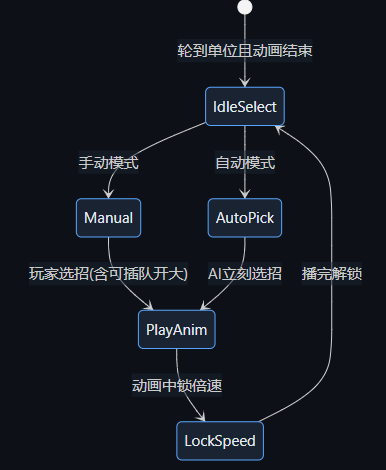 轮到单位且动画结束
IdleSelect
手动模式
自动模式
Manual
AutoPick
玩家选招(含可插队开大)
AI立刻选招
播完解锁
PlayAnim
动画中锁倍速
LockSpeed